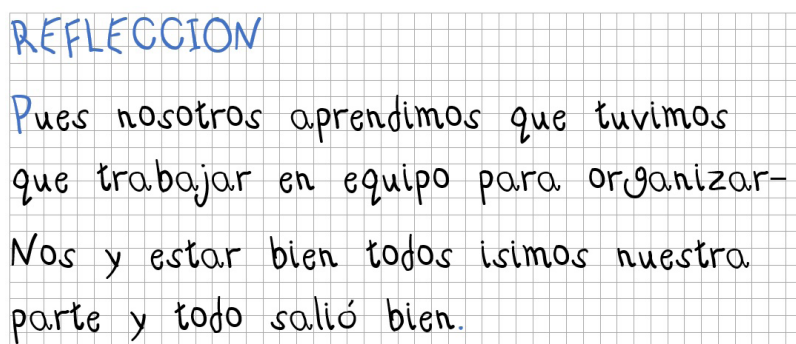 REFLECCION
Pues nosotros aprendimos que tuvimos
que trabajar en equipo para organizar-
Nos y estar bien todos isimos nuestra
parte y todo salió bien.